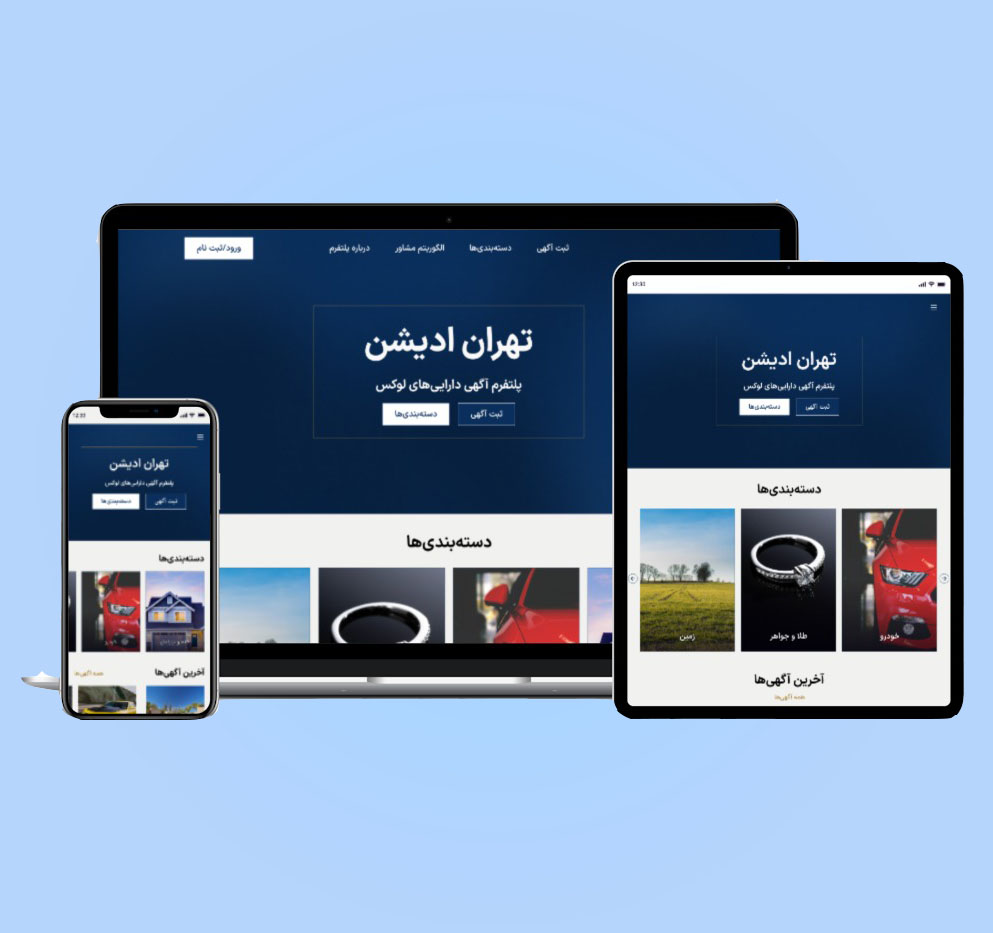 ثبت آگهی دسته‌بندی‌ها الگوریتم مشاور درباره پلتفرم ورود/ثبت نام
تهران ادیشن
پلتفرم آگهی دارایی‌های لوکس
ثبت آگهی دسته‌بندی‌ها
دسته‌بندی‌ها
12:22
تهران ادیشن
پلتفرم آگهی دارایی‌های لوکس
ثبت آگهی دسته‌بندی‌ها
دسته‌بندی‌ها
خودرو طلا و جواهر زمین
آخرین آگهی‌ها
همه آگهی‌ها
تهران ادیشن
پلتفرم آگهی دارایی‌های لوکس
ثبت آگهی دسته‌بندی‌ها
دسته‌بندی‌ها
آخرین آگهی‌ها همه آگهی‌ها